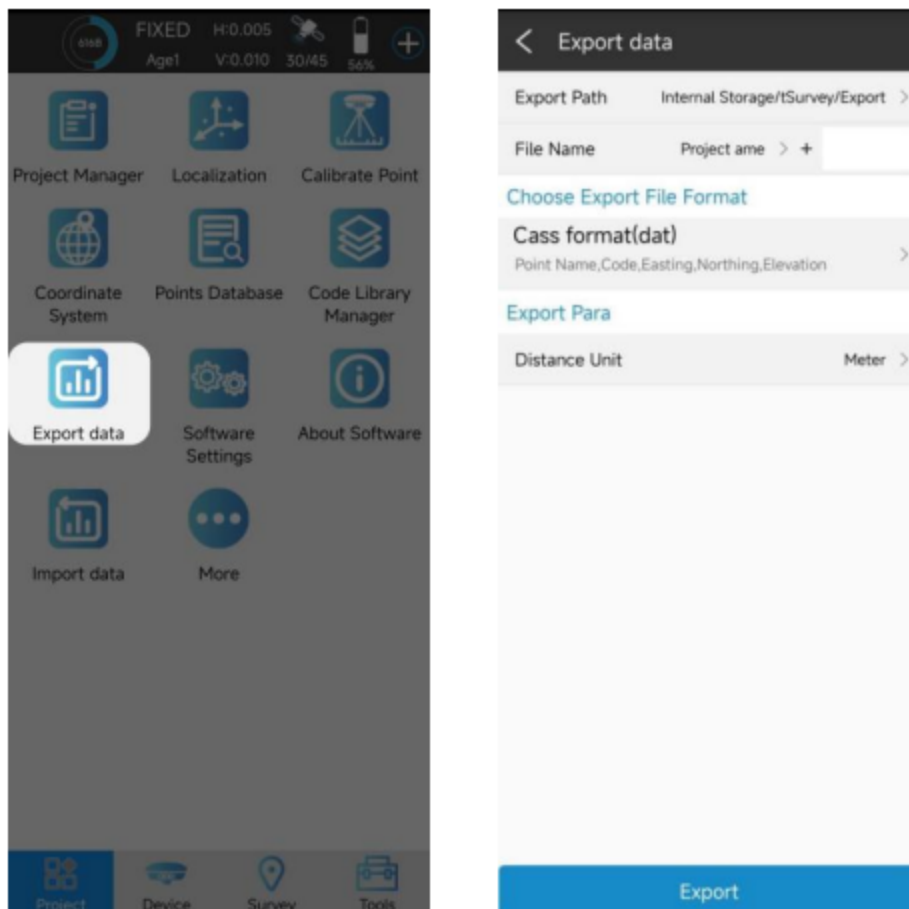 616B
FIXED H:0.005
Age1 V:0.010 30/45 56%
Project Manager Localization Calibrate Point
Coordinate System Points Database Code Library Manager
Export data Software Settings About Software
Import data More
Project Device Survey Tools
Export data
Export Path Internal Storage/tSurvey/Export
File Name Project ame > +
Choose Export File Format
Cass format(dat)
Point Name,Code,Easting,Northing,Elevation
Export Para
Distance Unit Meter
Export